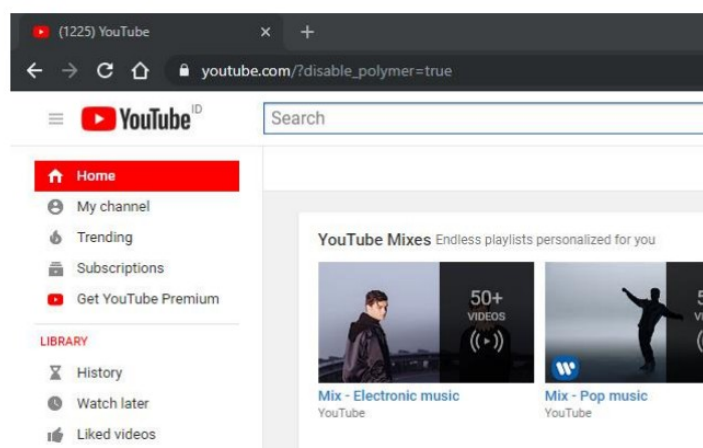 (1225) YouTube
youtube.com/?disable_polymer=true
YouTube ID
Search
Home
My channel
Trending
Subscriptions
Get YouTube Premium
LIBRARY
History
Watch later
Liked videos
YouTube Mixes Endless playlists personalized for you
50+
VIDEOS
Mix - Electronic music
YouTube
Mix - Pop music
YouTube